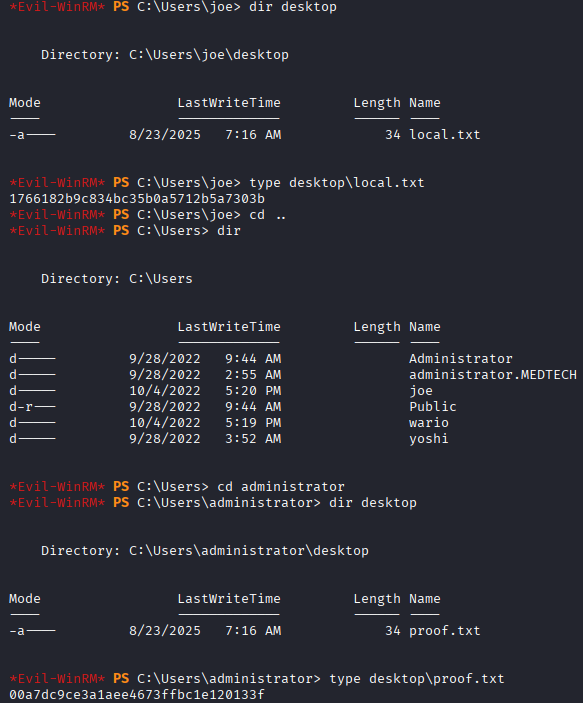 *Evil-WinRM* PS C:\Users\joe> dir desktop
Directory: C:\Users\joe\desktop
Mode LastWriteTime Length Name
---- ------------- ------ ----
-a---- 8/23/2025 7:16 AM 34 local.txt
*Evil-WinRM* PS C:\Users\joe> type desktop\local.txt
1766182b9c834bc35b0a5712b5a7303b
*Evil-WinRM* PS C:\Users\joe> cd ..
*Evil-WinRM* PS C:\Users> dir
Directory: C:\Users
Mode LastWriteTime Length Name
---- ------------- ------ ----
d----- 9/28/2022 9:44 AM Administrator
d----- 9/28/2022 2:55 AM administrator.MEDTECH
d----- 10/4/2022 5:20 PM joe
d-r--- 9/28/2022 9:44 AM Public
d----- 10/4/2022 5:19 PM wario
d----- 9/28/2022 3:52 AM yoshi
*Evil-WinRM* PS C:\Users> cd administrator
*Evil-WinRM* PS C:\Users\administrator> dir desktop
Directory: C:\Users\administrator\desktop
Mode LastWriteTime Length Name
---- ------------- ------ ----
-a---- 8/23/2025 7:16 AM 34 proof.txt
*Evil-WinRM* PS C:\Users\administrator> type desktop\proof.txt
00a7dc9ce3a1aee4673ffbc1e120133f